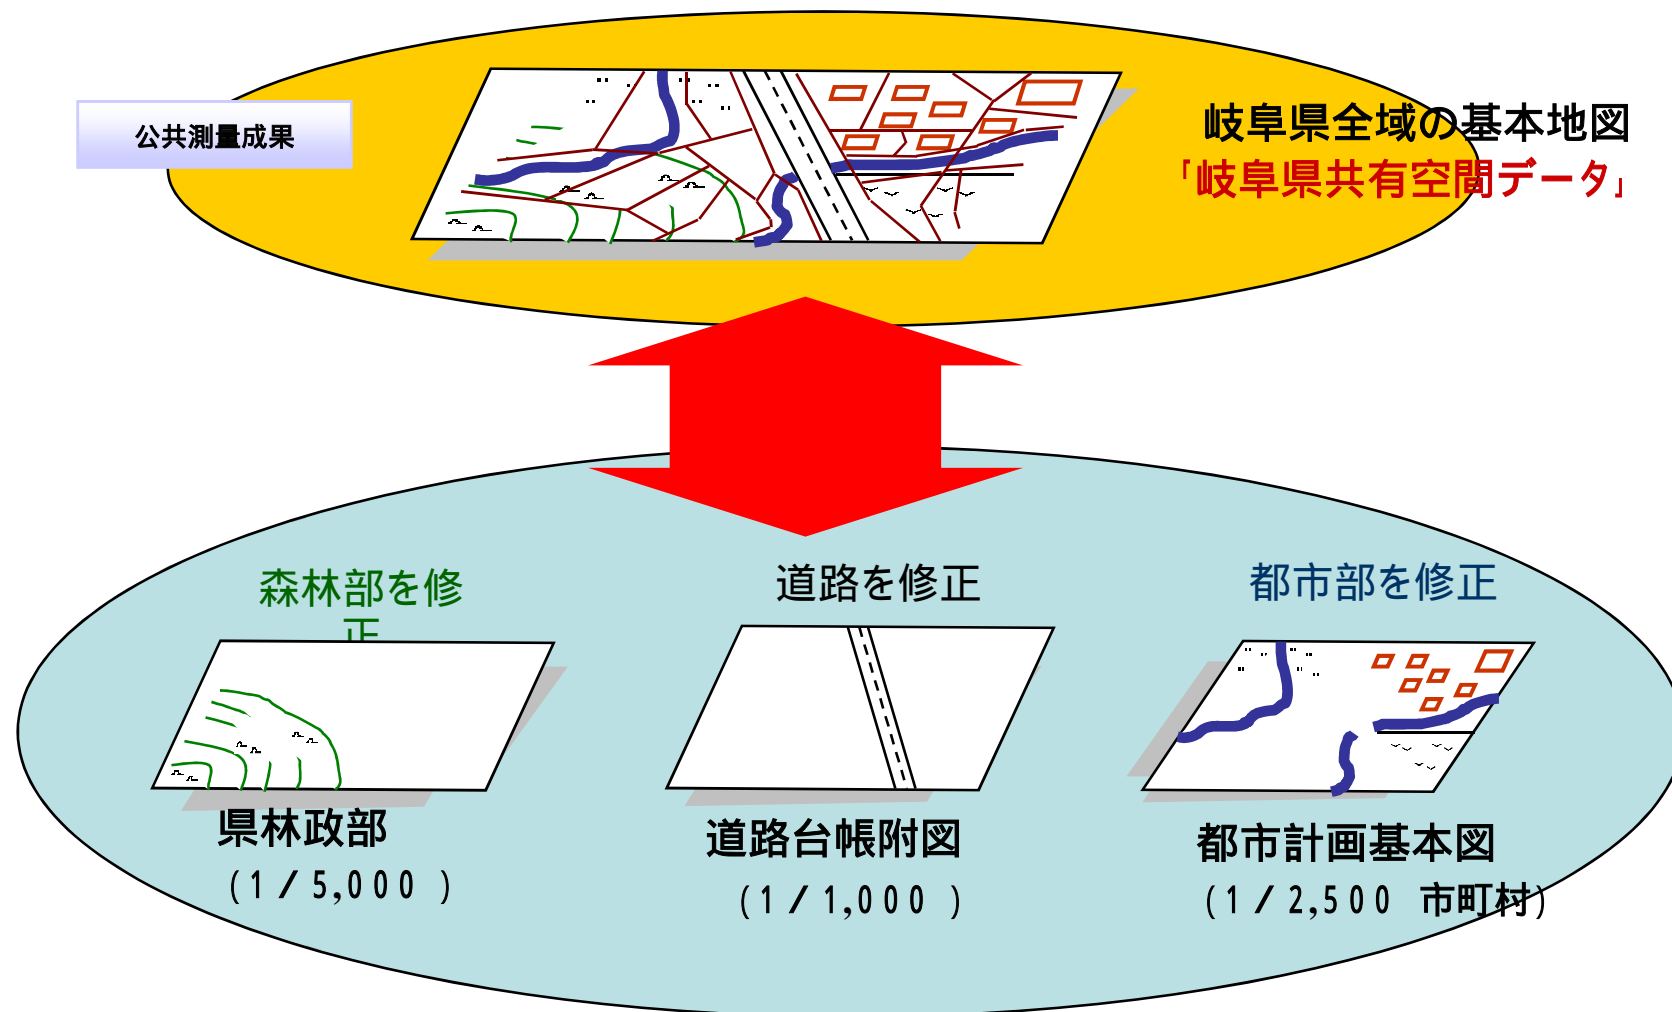 公共測量成果
岐阜県全域の基本地図
「岐阜県共有空間データ」
森林部を修
正
道路を修正
都市部を修正
県林政部
(1/5,000 )
道路台帳附図
(1/1,000 )
都市計画基本図
(1/2,500 市町村)